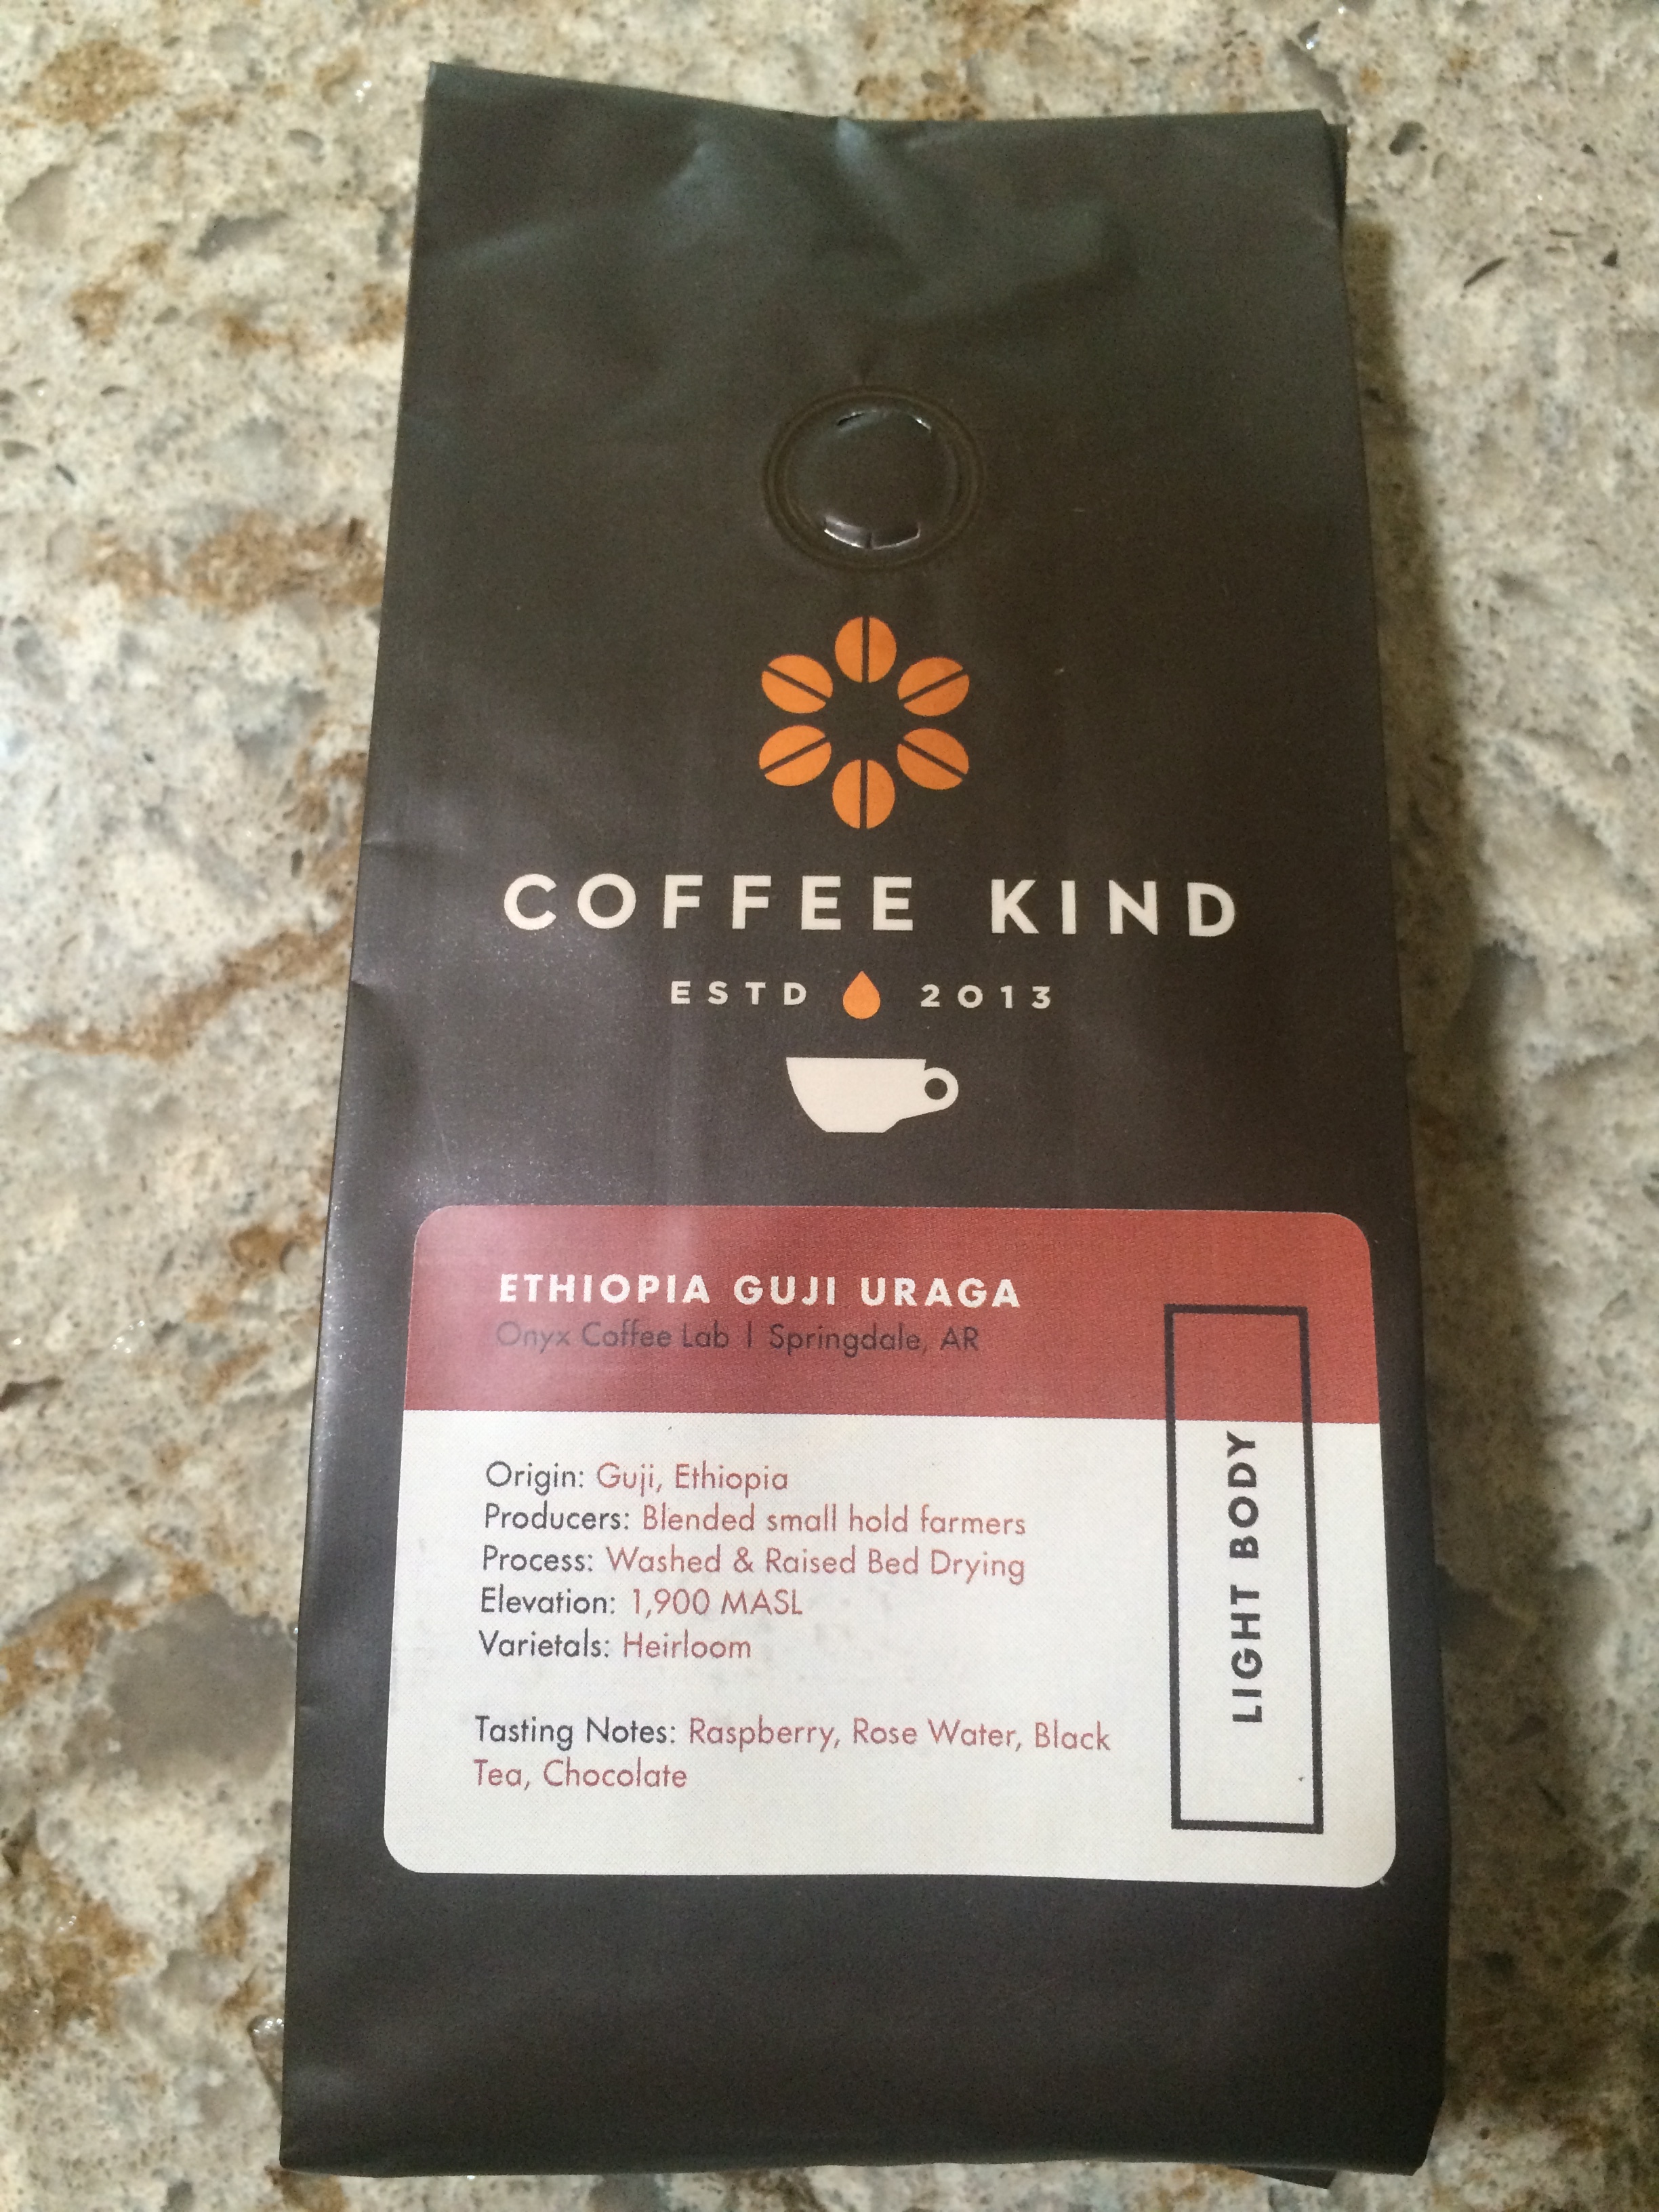 COFFEE KIND
ESTD 2013
ETHIOPIA GUJI URAGA
Onyx Coffee Lab | Springdale, AR
Origin: Guji, Ethiopia
Producers: Blended small hold farmers
Process: Washed & Raised Bed Drying
Elevation: 1,900 MASL
Varietals: Heirloom
Tasting Notes: Raspberry, Rose Water, Black
Tea, Chocolate
LIGHT BODY